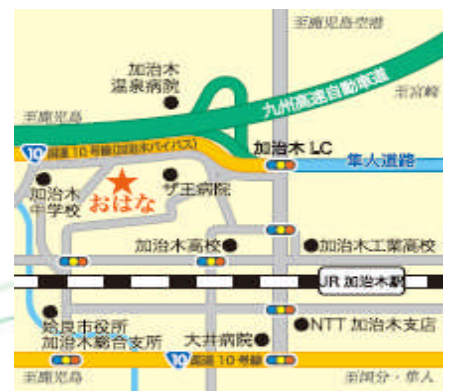 至鹿児島空港
加治木
温泉病院
九州高速自動車道
至宮崎
至鹿児島
10 国道10号線(加治木バイパス)
加治木 LC
隼人道路
加治木
中学校
おはな
ザ王病院
加治木高校
加治木工業高校
JR 加治木駅
姶良市役所
加治木総合支所
大井病院
NTT 加治木支店
10 国道10号線
至鹿児島
至国分・隼人